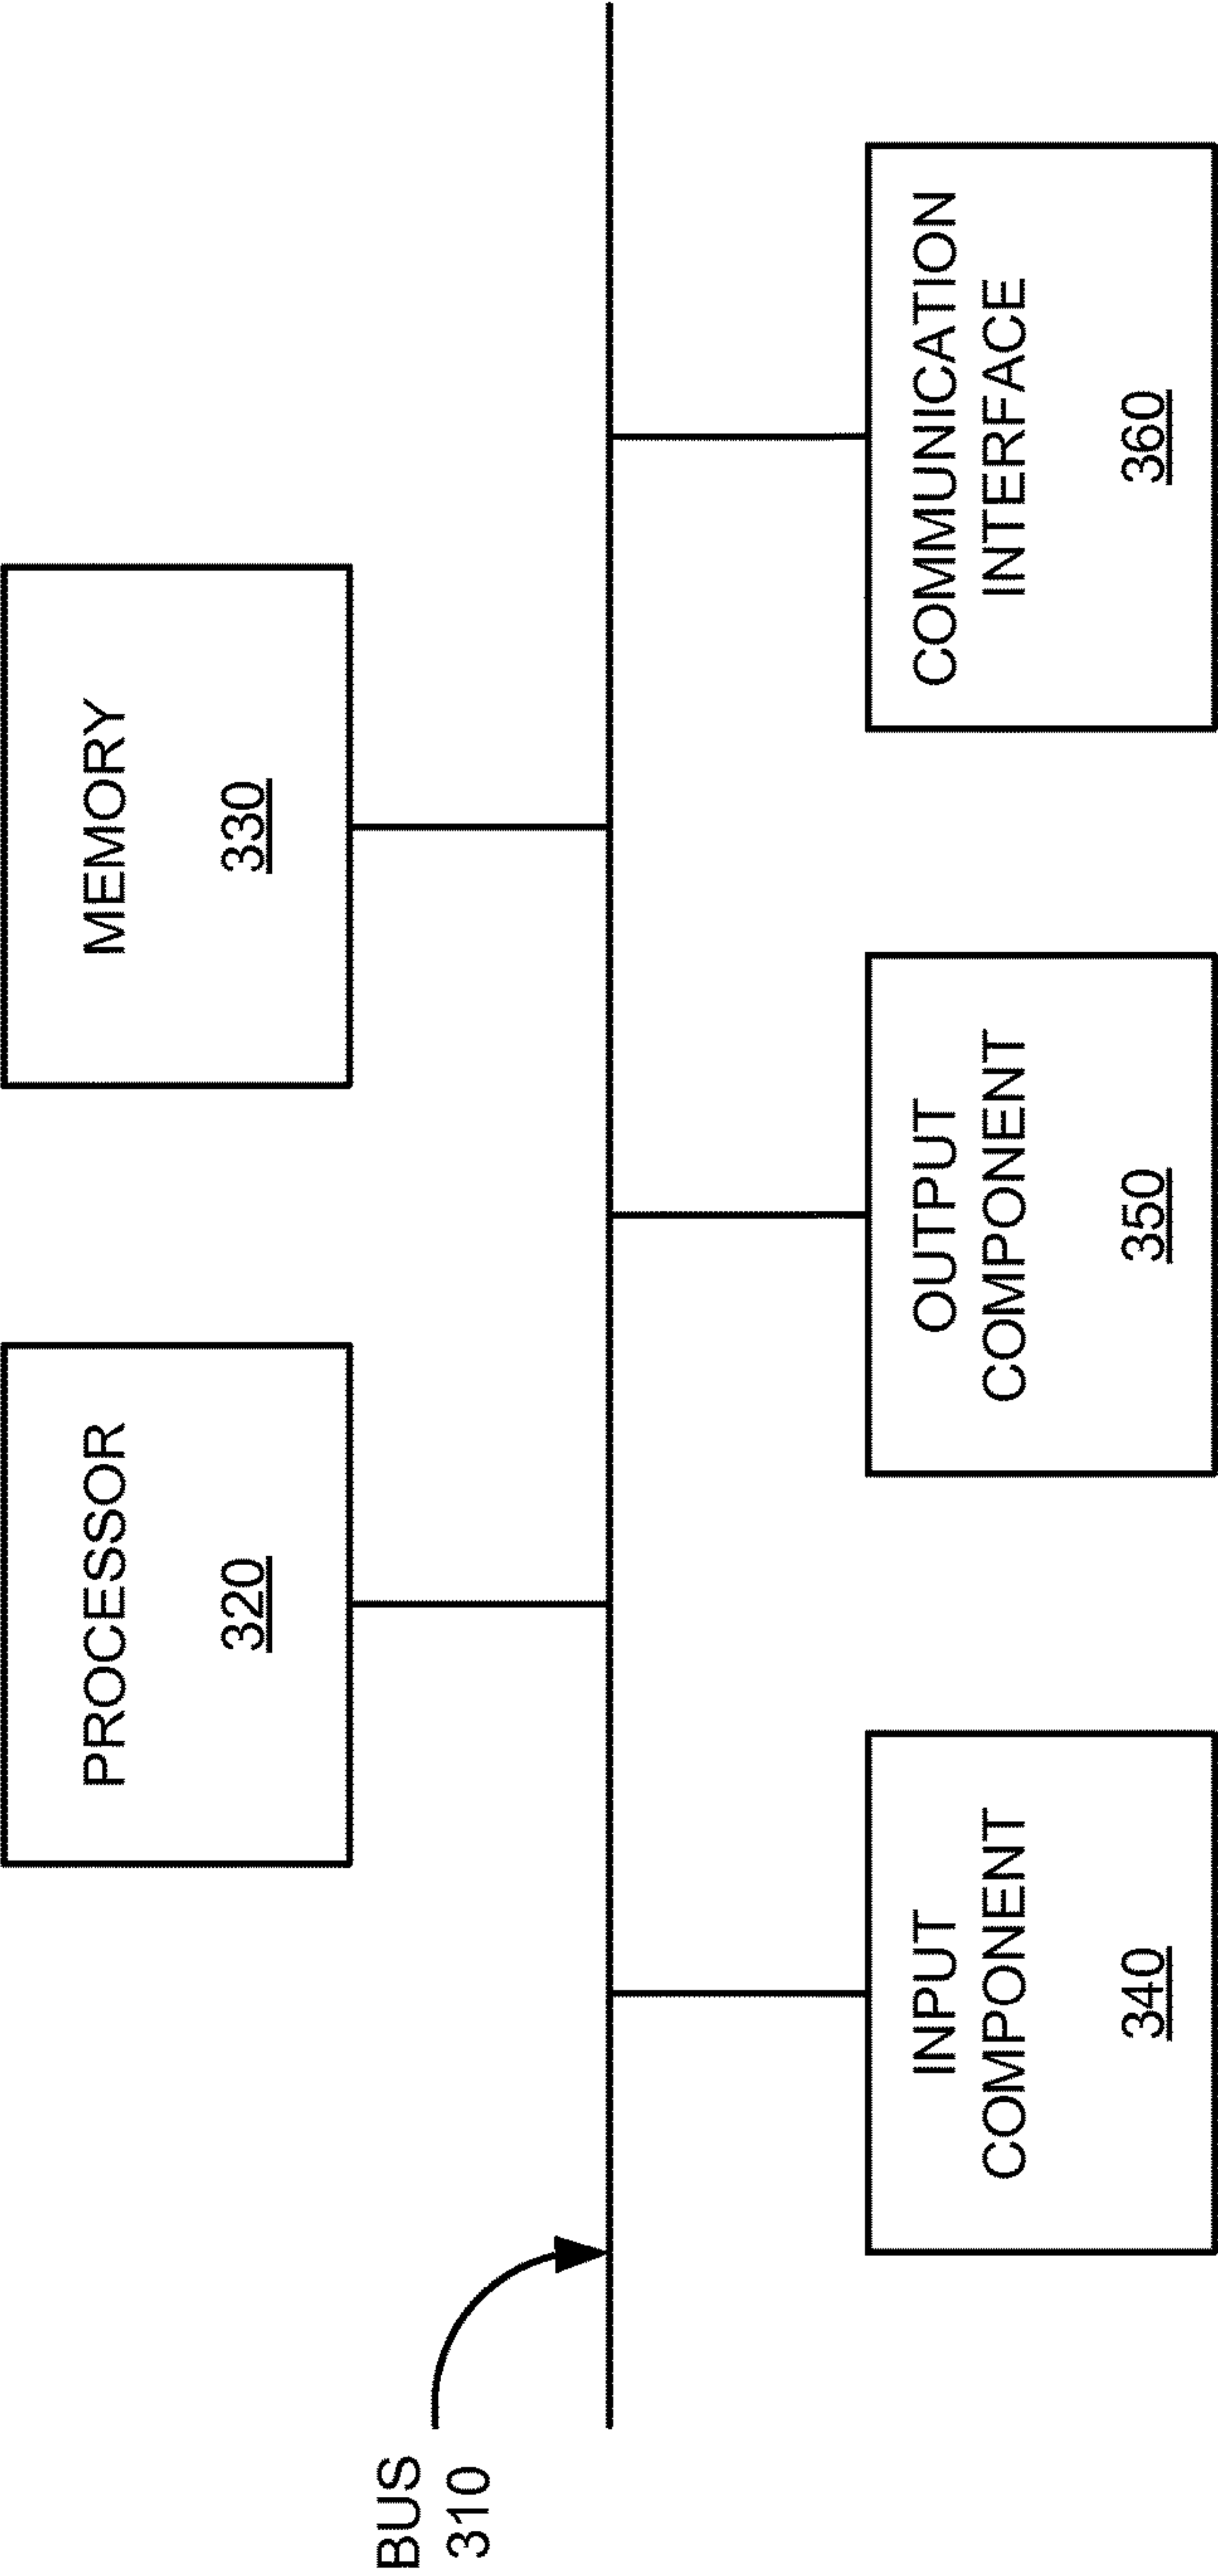 PROCESSOR
320
MEMORY
330
BUS
310
INPUT
COMPONENT
340
OUTPUT
COMPONENT
350
COMMUNICATION
INTERFACE
360